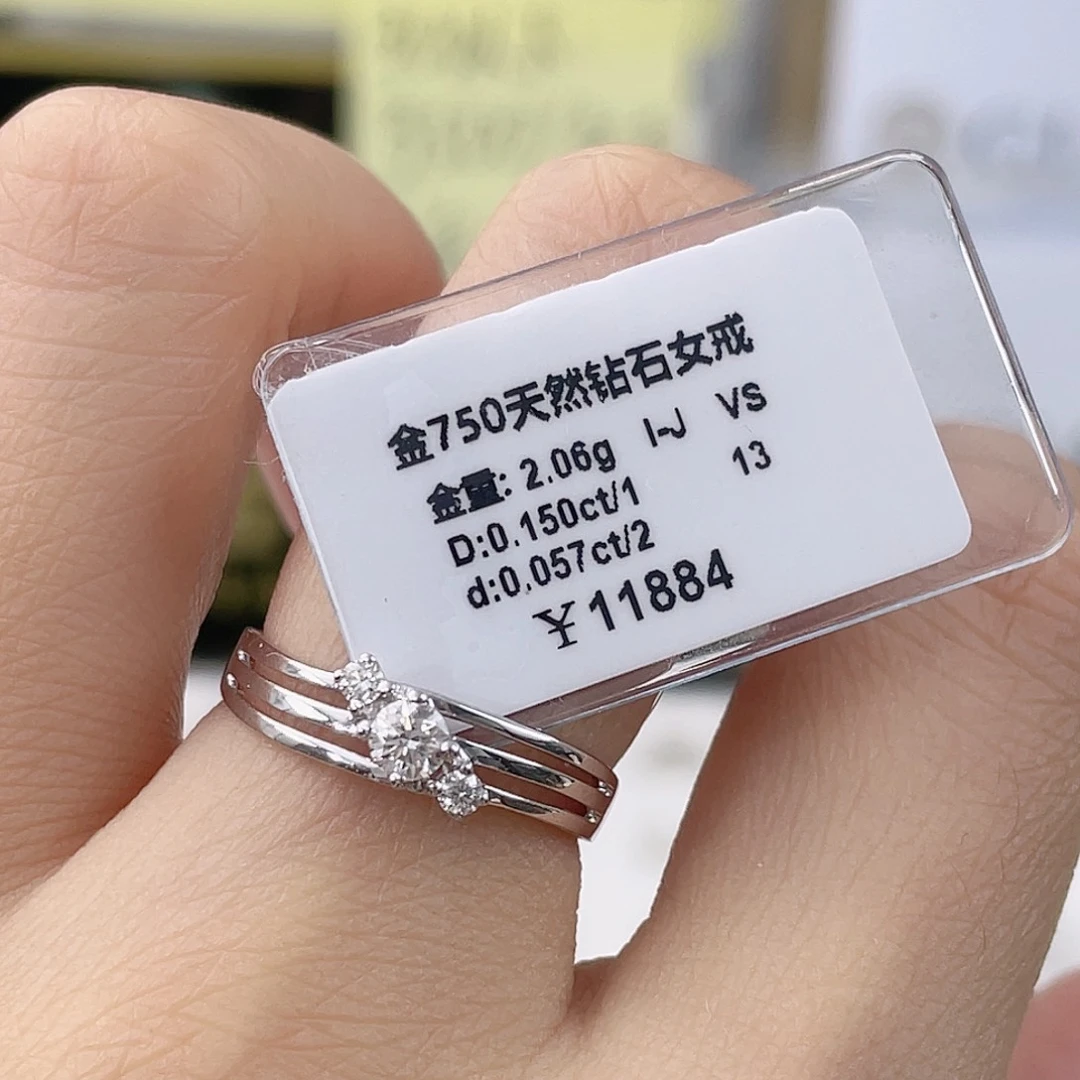 金750天然钻石女戒
金重: 2.06g I-J VS
D:0.150ct/1 13
d:0.057ct/2
￥11884